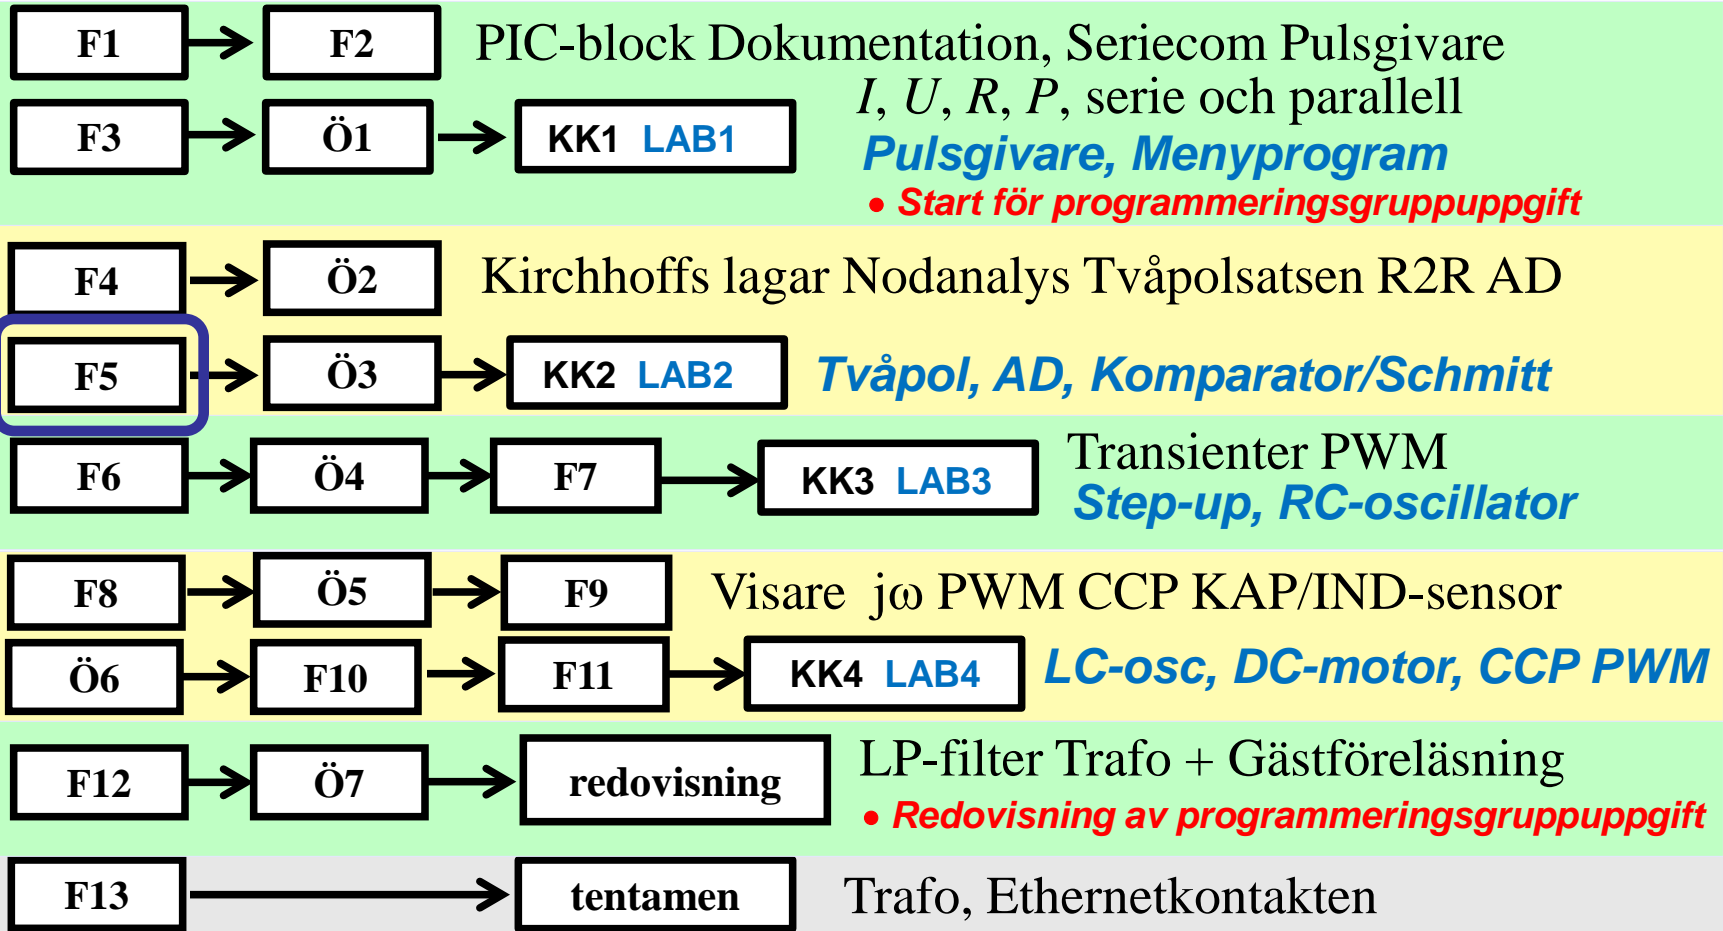 F1 F2 PIC-block Dokumentation, Seriecom Pulsgivare
I, U, R, P, serie och parallell
F3 Ö1 KK1 LAB1 Pulsgivare, Menyprogram
• Start för programmeringsgruppuppgift
F4 Ö2 Kirchhoffs lagar Nodanalys Tvåpolsatsen R2R AD
F5 Ö3 KK2 LAB2 Tvåpol, AD, Komparator/Schmitt
F6 Ö4 F7 KK3 LAB3 Transienter PWM
Step-up, RC-oscillator
F8 Ö5 F9 Visare jω PWM CCP KAP/IND-sensor
Ö6 F10 F11 KK4 LAB4 LC-osc, DC-motor, CCP PWM
F12 Ö7 redovisning LP-filter Trafo + Gästföreläsning
• Redovisning av programmeringsgruppuppgift
F13 tentamen Trafo, Ethernetkontakten